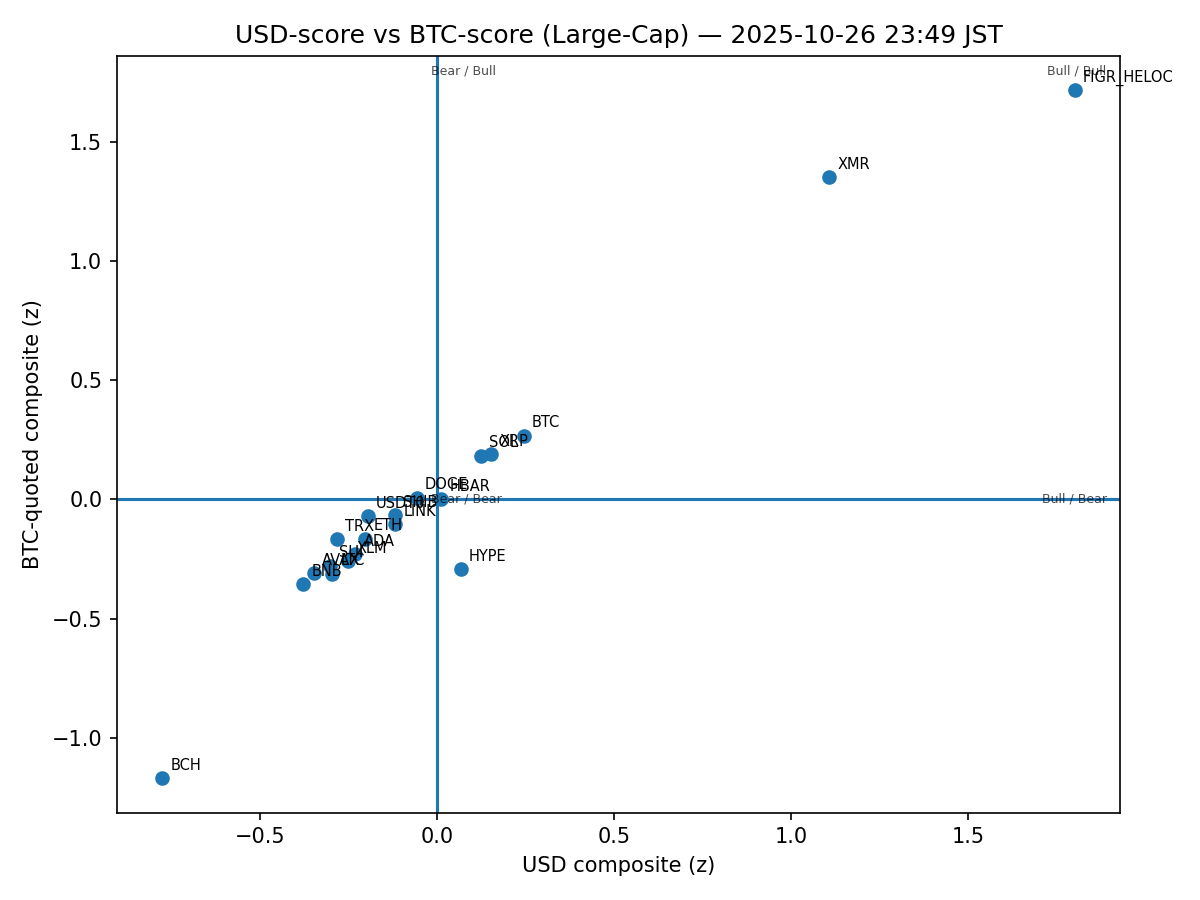 USD-score vs BTC-score (Large-Cap) — 2025-10-26 23:49 JST
Bear / Bull
Bull / Bull
FIGR_HELOC
XMR
BTC
SOL
XRP
DOGE
HBAR
Bear / Bear
Bull / Bear
LINK
TRX
ETH
ADA
XLM
HYPE
SUI
AVAX
LTC
BNB
BCH
1.5
1.0
0.5
0.0
−0.5
−1.0
BTC-quoted composite (z)
−0.5
0.0
0.5
1.0
1.5
USD composite (z)